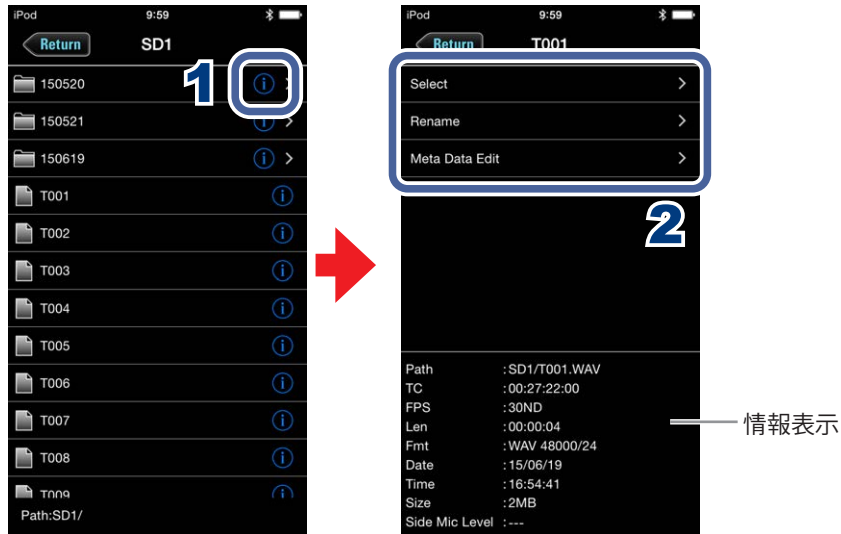 iPod 9:59
Return SD1
150520
150521
150619
T001
T002
T003
T004
T005
T006
T007
T008
T009
Path:SD1/
1
iPod 9:59
Return T001
Select
Rename
Meta Data Edit
2
Path :SD1/T001.WAV
TC :00:27:22:00
FPS :30ND
Len :00:00:04
Fmt :WAV 48000/24
Date :15/06/19
Time :16:54:41
Size :2MB
Side Mic Level :---
情報表示